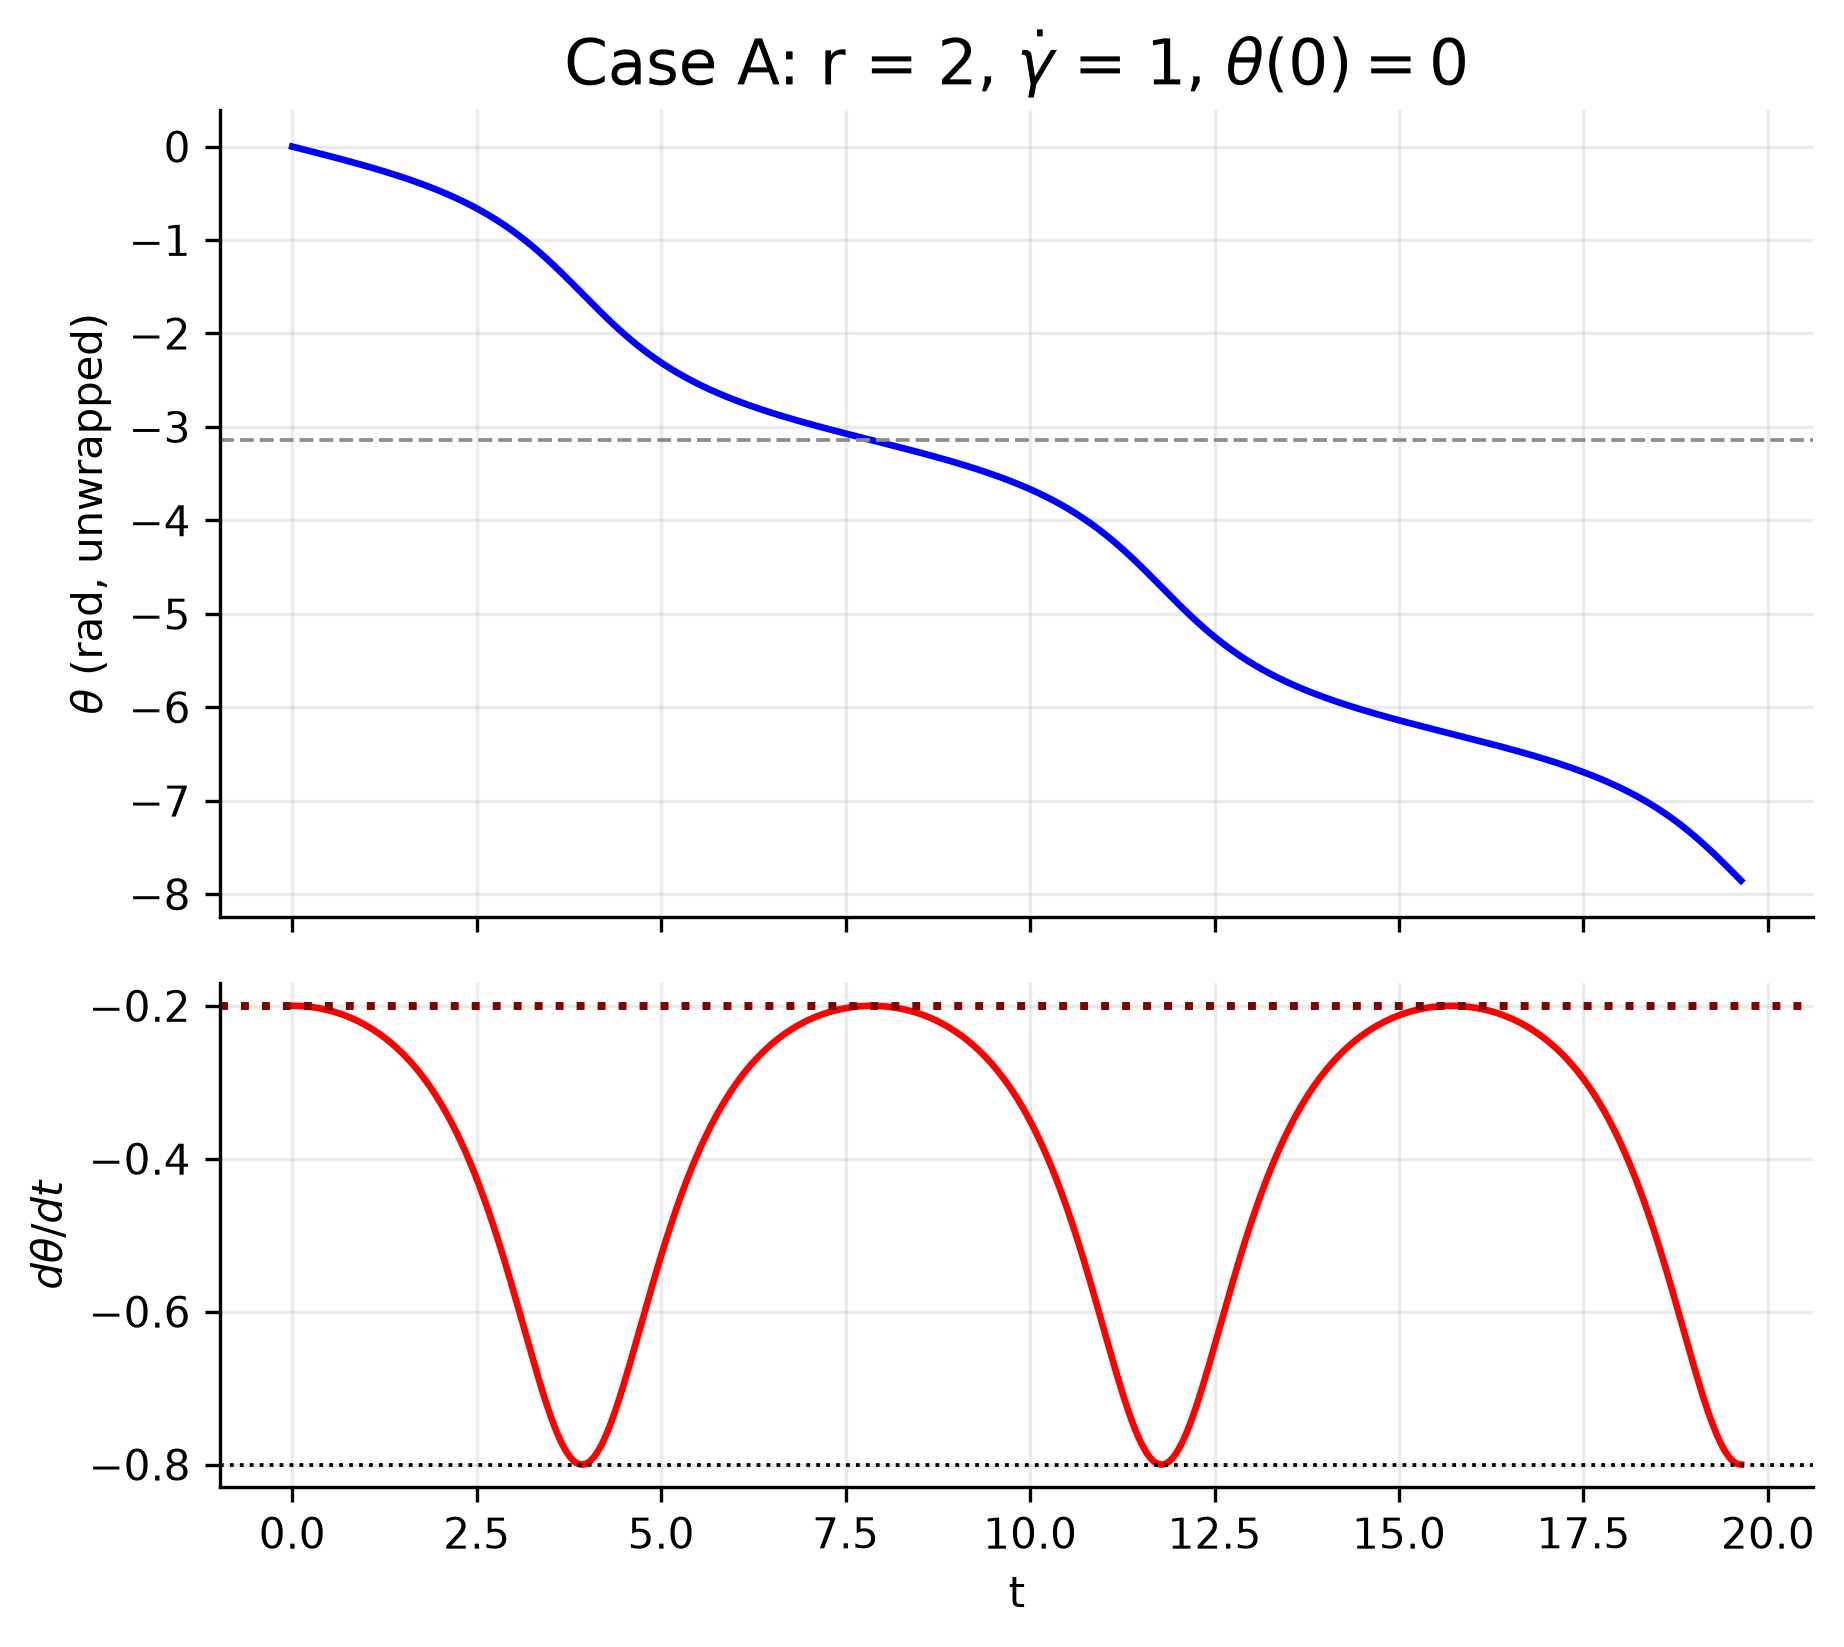 Case A: r = 2, γ̇ = 1, θ(0) = 0
0
−1
−2
−3
−4
−5
−6
−7
−8
θ (rad, unwrapped)
−0.2
−0.4
−0.6
−0.8
dθ/dt
0.0 2.5 5.0 7.5 10.0 12.5 15.0 17.5 20.0
t